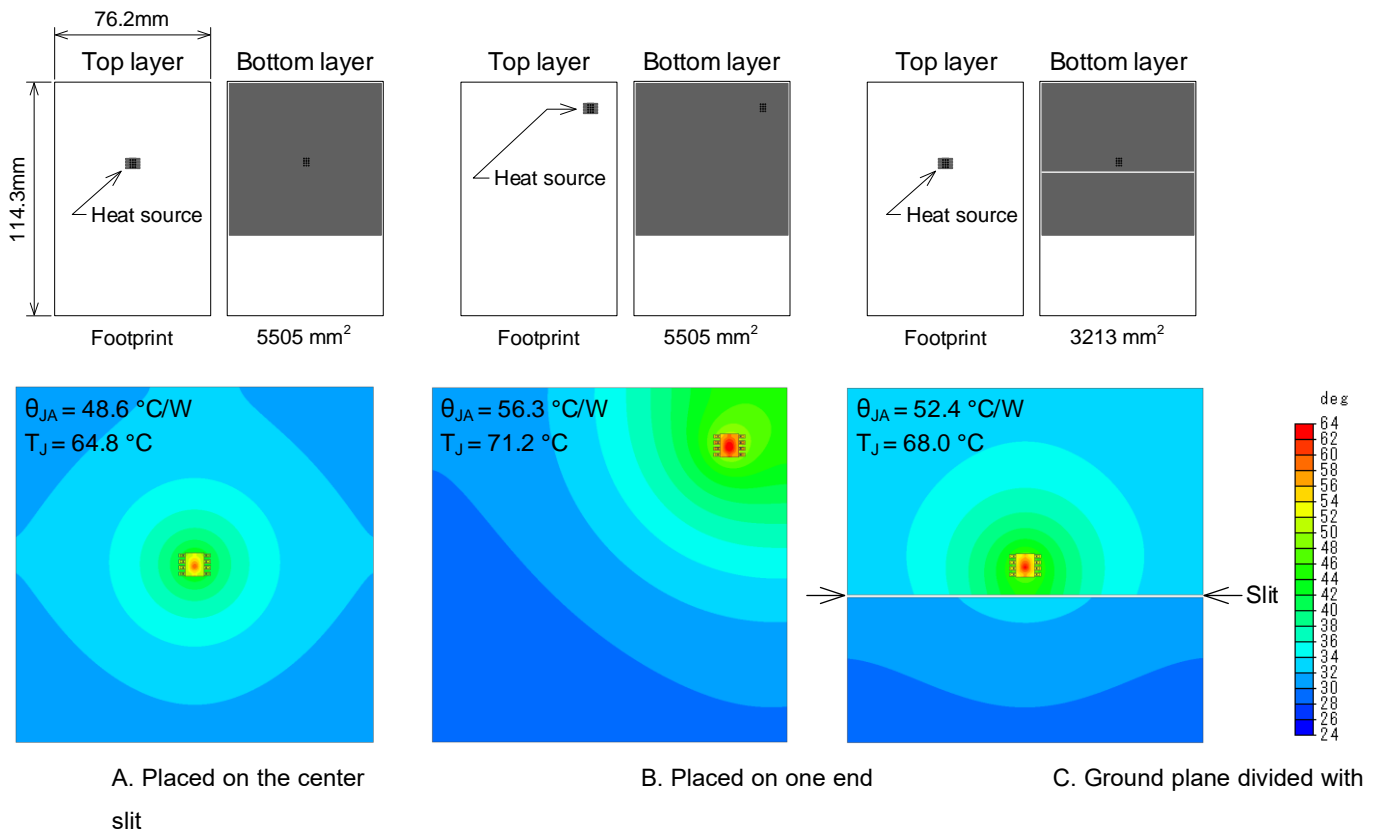 76.2mm
Top layer
Bottom layer
Top layer
Bottom layer
Top layer
Bottom layer
114.3mm
Heat source
Heat source
Heat source
Footprint
5505 mm²
Footprint
5505 mm²
Footprint
3213 mm²
θJA = 48.6 °C/W
TJ = 64.8 °C
θJA = 56.3 °C/W
TJ = 71.2 °C
θJA = 52.4 °C/W
TJ = 68.0 °C
Slit
deg
64
62
60
58
56
54
52
50
48
46
44
42
40
38
36
34
32
30
28
26
24
A. Placed on the center
B. Placed on one end
C. Ground plane divided with
slit